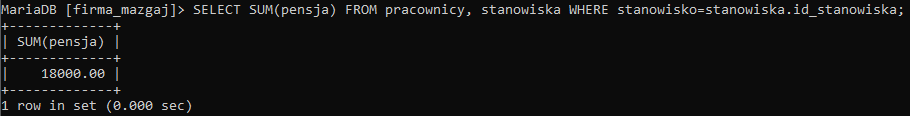 MariaDB [firma_mazgaj]> SELECT SUM(pensja) FROM pracownicy, stanowiska WHERE stanowisko=stanowiska.id_stanowiska;
+-------------+
| SUM(pensja) |
+-------------+
|    18000.00 |
+-------------+
1 row in set (0.000 sec)